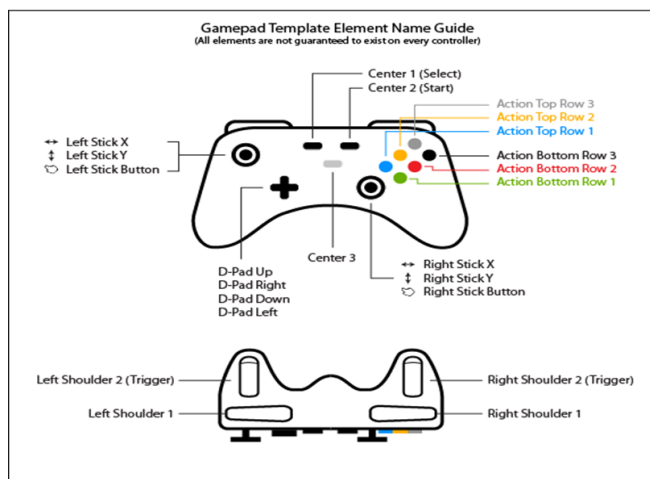 Gamepad Template Element Name Guide
(All elements are not guaranteed to exist on every controller)
Center 1 (Select)
Center 2 (Start)
Action Top Row 3
Action Top Row 2
Action Top Row 1
Left Stick X
Left Stick Y
Left Stick Button
Action Bottom Row 3
Action Bottom Row 2
Action Bottom Row 1
Center 3
D-Pad Up
D-Pad Right
D-Pad Down
D-Pad Left
Right Stick X
Right Stick Y
Right Stick Button
Left Shoulder 2 (Trigger)
Right Shoulder 2 (Trigger)
Left Shoulder 1
Right Shoulder 1